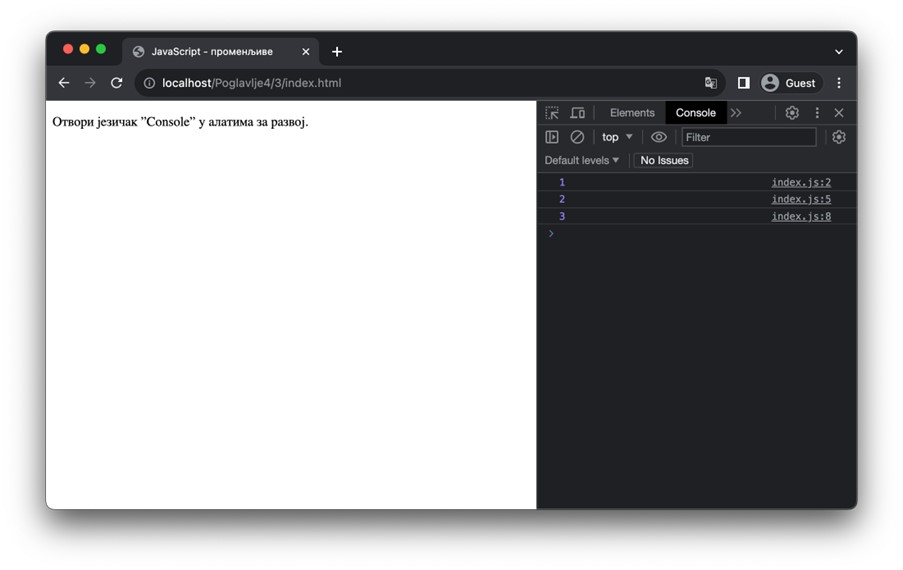 JavaScript - променљиве
localhost/Poglavlje4/3/index.html
Guest
Отвори језичак ”Console” у алатима за развој.
Elements Console
top Filter
Default levels No Issues
1 index.js:2
2 index.js:5
3 index.js:8